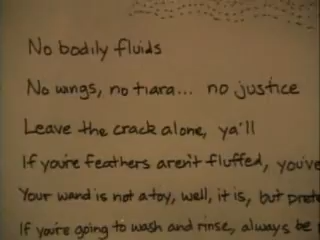 No bodily fluids
No wings, no tiara... no justice
Leave the crack alone, ya'll
If you're feathers aren't fluffed, you've
Your wand is not a toy, well, it is, but prete
If you're going to wash and rinse, always be